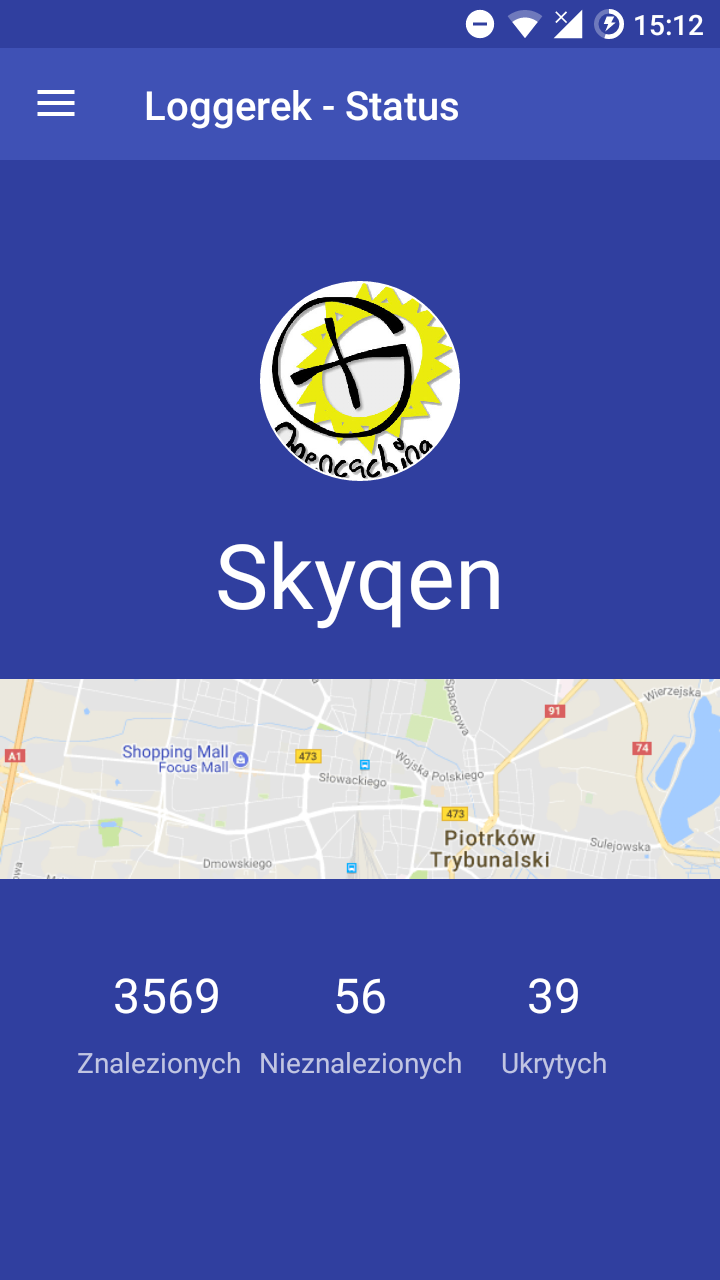 15:12
Loggerek - Status
opencaching
Skyqen
Wierzejska
Spacerowa
91
74
A1
Shopping Mall
Focus Mall
473
Słowackiego
Wojska Polskiego
473
Piotrków
Trybunalski
Sulejowska
Dmowskiego
3569 56 39
Znalezionych Nieznalezionych Ukrytych